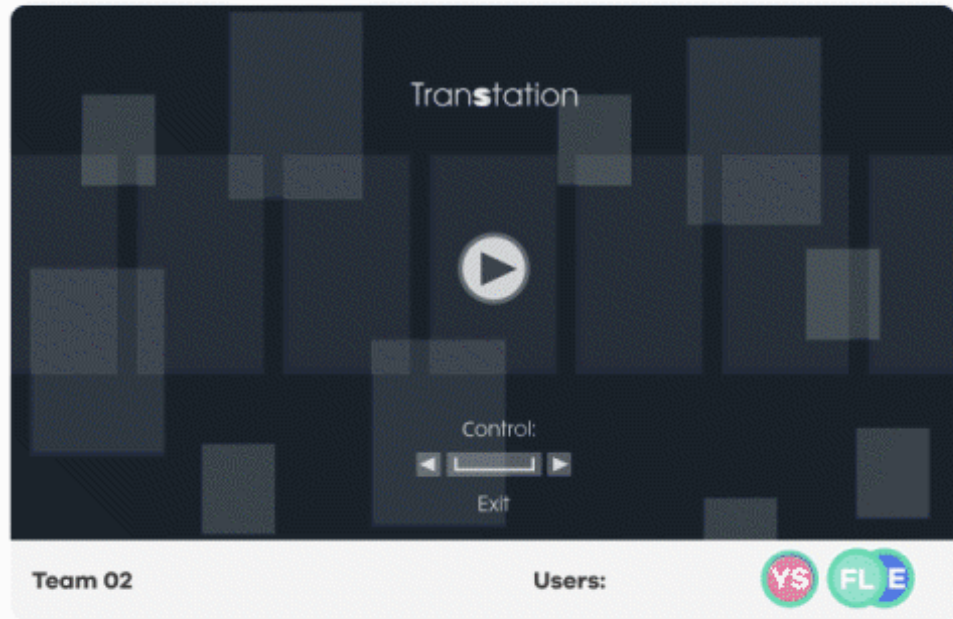 Transtation
Control:
Exit
Team 02
Users:
YS
FL
E